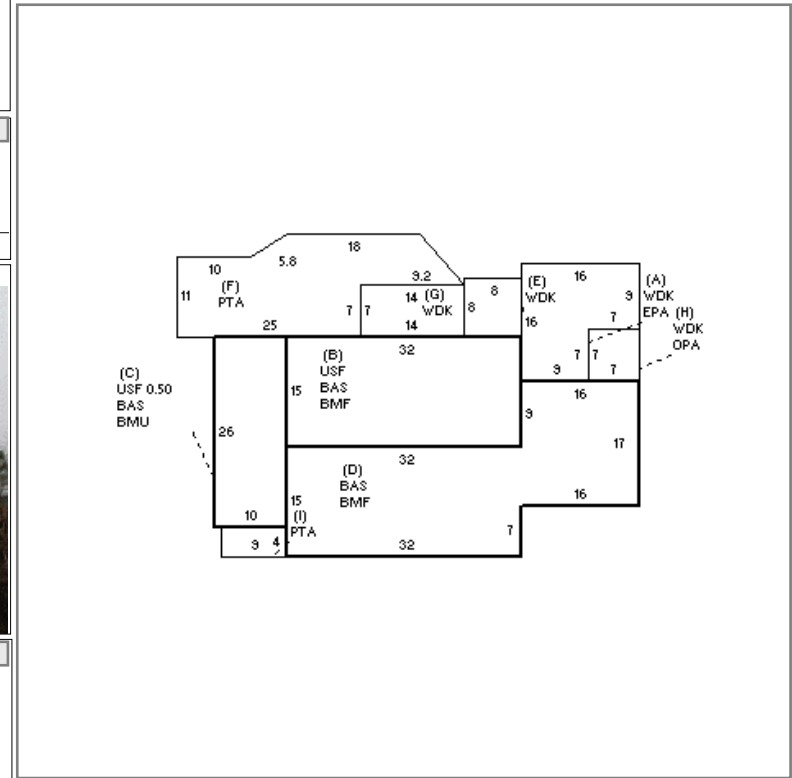 18
10
5.8
16
9.2
8
(E)
WDK
(A)
WDK
EPA
9
(F)
PTA
11
14
(G)
WDK
7
7
8
16
7
(H)
WDK
OPA
25
14
7
7
9
7
32
(B)
USF
BAS
BMF
(C)
USF 0.50
BAS
BMU
15
16
9
26
17
32
(D)
BAS
BMF
15
16
10
(I)
PTA
7
9
4
32